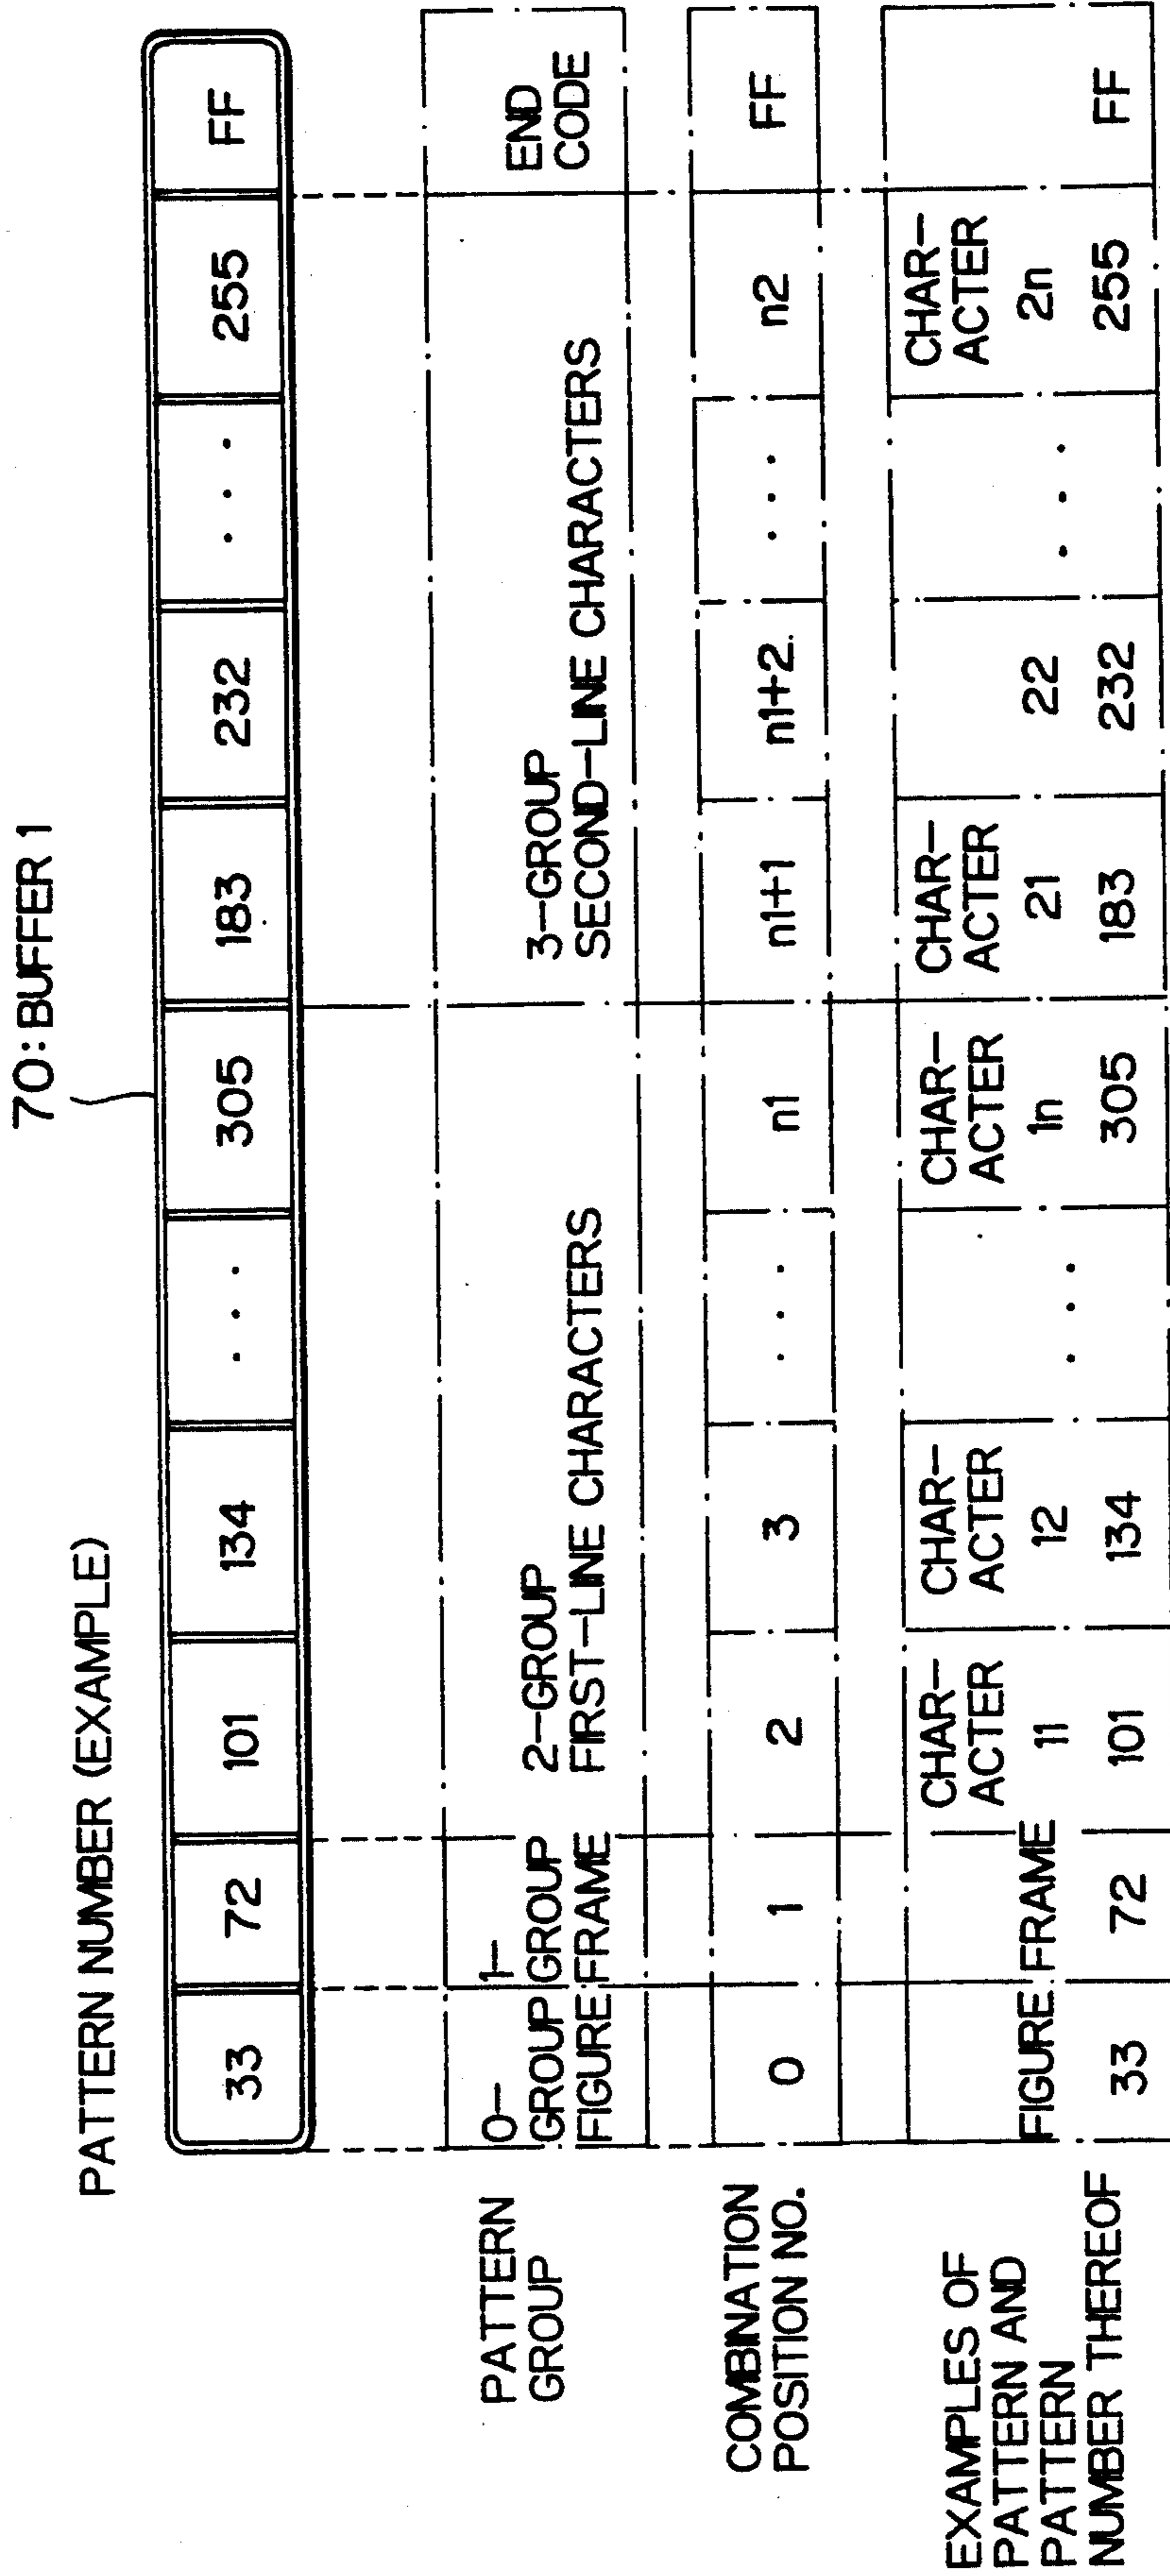 70: BUFFER 1
PATTERN NUMBER (EXAMPLE)
33 72 101 134 · · · 305 183 232 · · · 255 FF
PATTERN
GROUP
0-
GROUP
FIGURE
1-
GROUP
FRAME
2-GROUP
FIRST-LINE CHARACTERS
3-GROUP
SECOND-LINE CHARACTERS
END
CODE
COMBINATION
POSITION NO.
0 1 2 3 · · · n1 n1+1 n1+2 · · · n2 FF
EXAMPLES OF
PATTERN AND
PATTERN
NUMBER THEREOF
FIGURE
33
FRAME
72
CHAR-
ACTER
11
101
CHAR-
ACTER
12
134
· · ·
CHAR-
ACTER
1n
305
CHAR-
ACTER
21
183
22
232
· · ·
CHAR-
ACTER
2n
255
FF